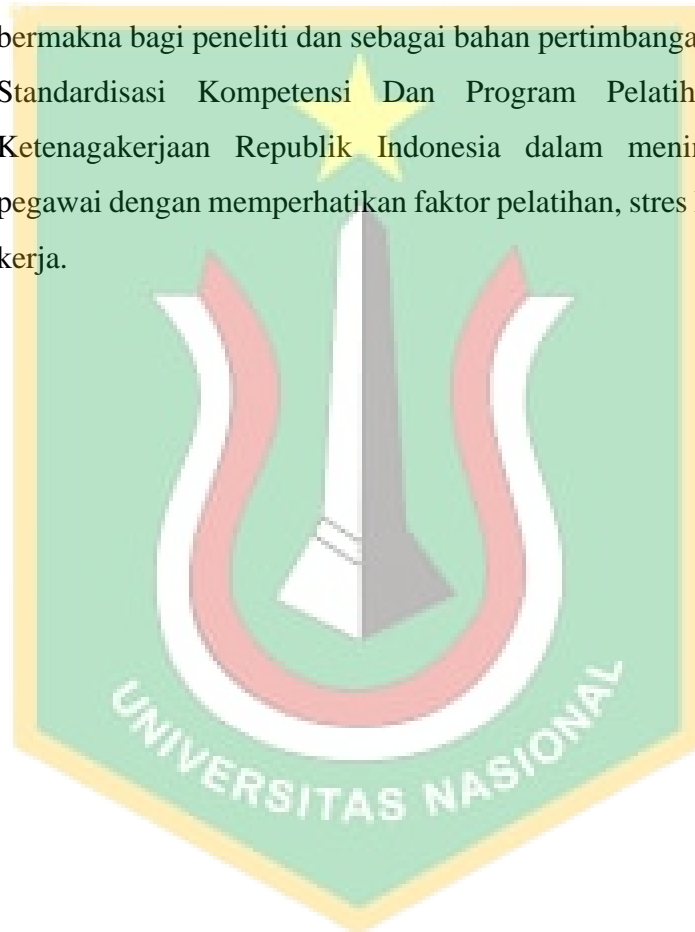 bermakna bagi peneliti dan sebagai bahan pertimbanga
Standardisasi Kompetensi Dan Program Pelatih
Ketenagakerjaan Republik Indonesia dalam menin
pegawai dengan memperhatikan faktor pelatihan, stres
kerja.
UNIVERSITAS NASIONAL